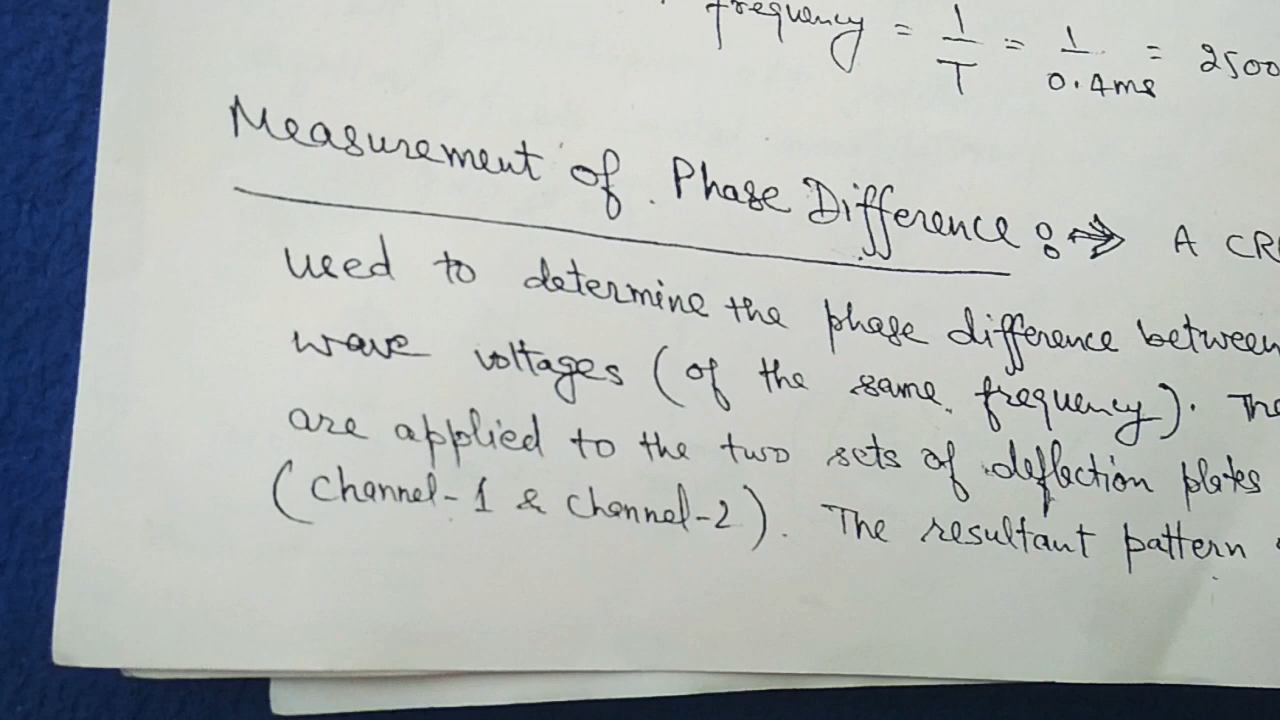 frequency = 1/T = 1/0.4ms = 2500
Measurement of Phase Difference :⇒ A CR
used to determine the phase difference between
wave voltages (of the same frequency). The
are applied to the two sets of deflection plates
(Channel-1 & Channel-2). The resultant pattern